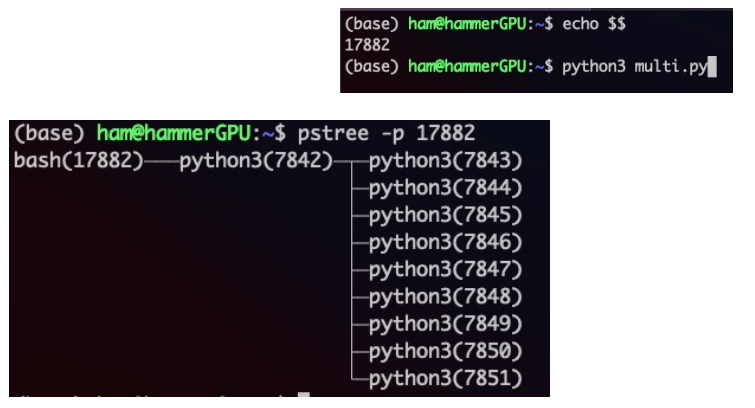 (base) ham@hammerGPU:~$ echo $$
17882
(base) ham@hammerGPU:~$ python3 multi.py
(base) ham@hammerGPU:~$ pstree -p 17882
bash(17882)───python3(7842)─┬─python3(7843)
├─python3(7844)
├─python3(7845)
├─python3(7846)
├─python3(7847)
├─python3(7848)
├─python3(7849)
├─python3(7850)
└─python3(7851)